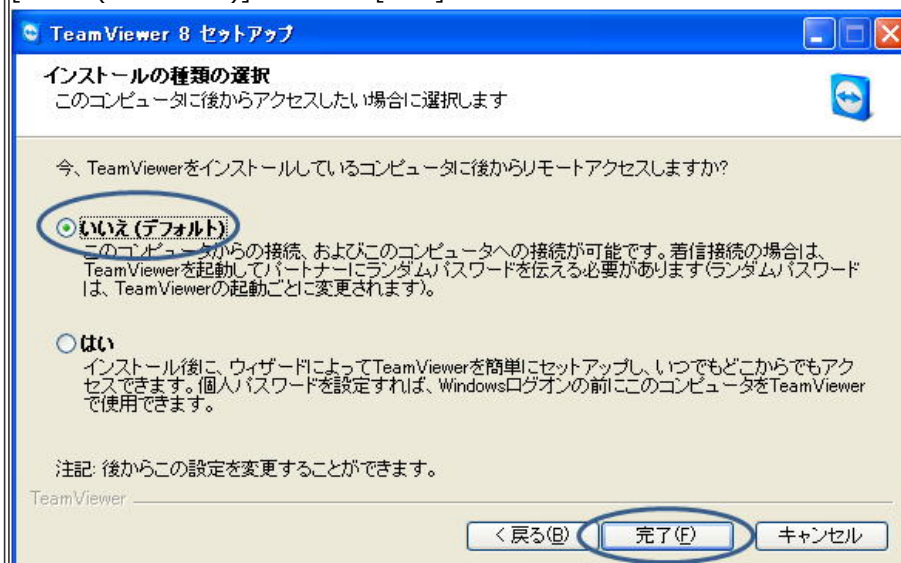 TeamViewer 8 セットアップ
インストールの種類の選択
このコンピュータに後からアクセスしたい場合に選択します
今、TeamViewerをインストールしているコンピュータに後からリモートアクセスしますか?
いいえ(デフォルト)
このコンピュータからの接続、およびこのコンピュータへの接続が可能です。着信接続の場合は、
TeamViewerを起動してパートナーにランダムパスワードを伝える必要があります(ランダムパスワード
は、TeamViewerの起動ごとに変更されます)。
はい
インストール後に、ウィザードによってTeamViewerを簡単にセットアップし、いつでもどこからでもアク
セスできます。個人パスワードを設定すれば、Windowsログオンの前にこのコンピュータをTeamViewer
で使用できます。
注記: 後からこの設定を変更することができます。
TeamViewer
< 戻る(B) 完了(F) キャンセル